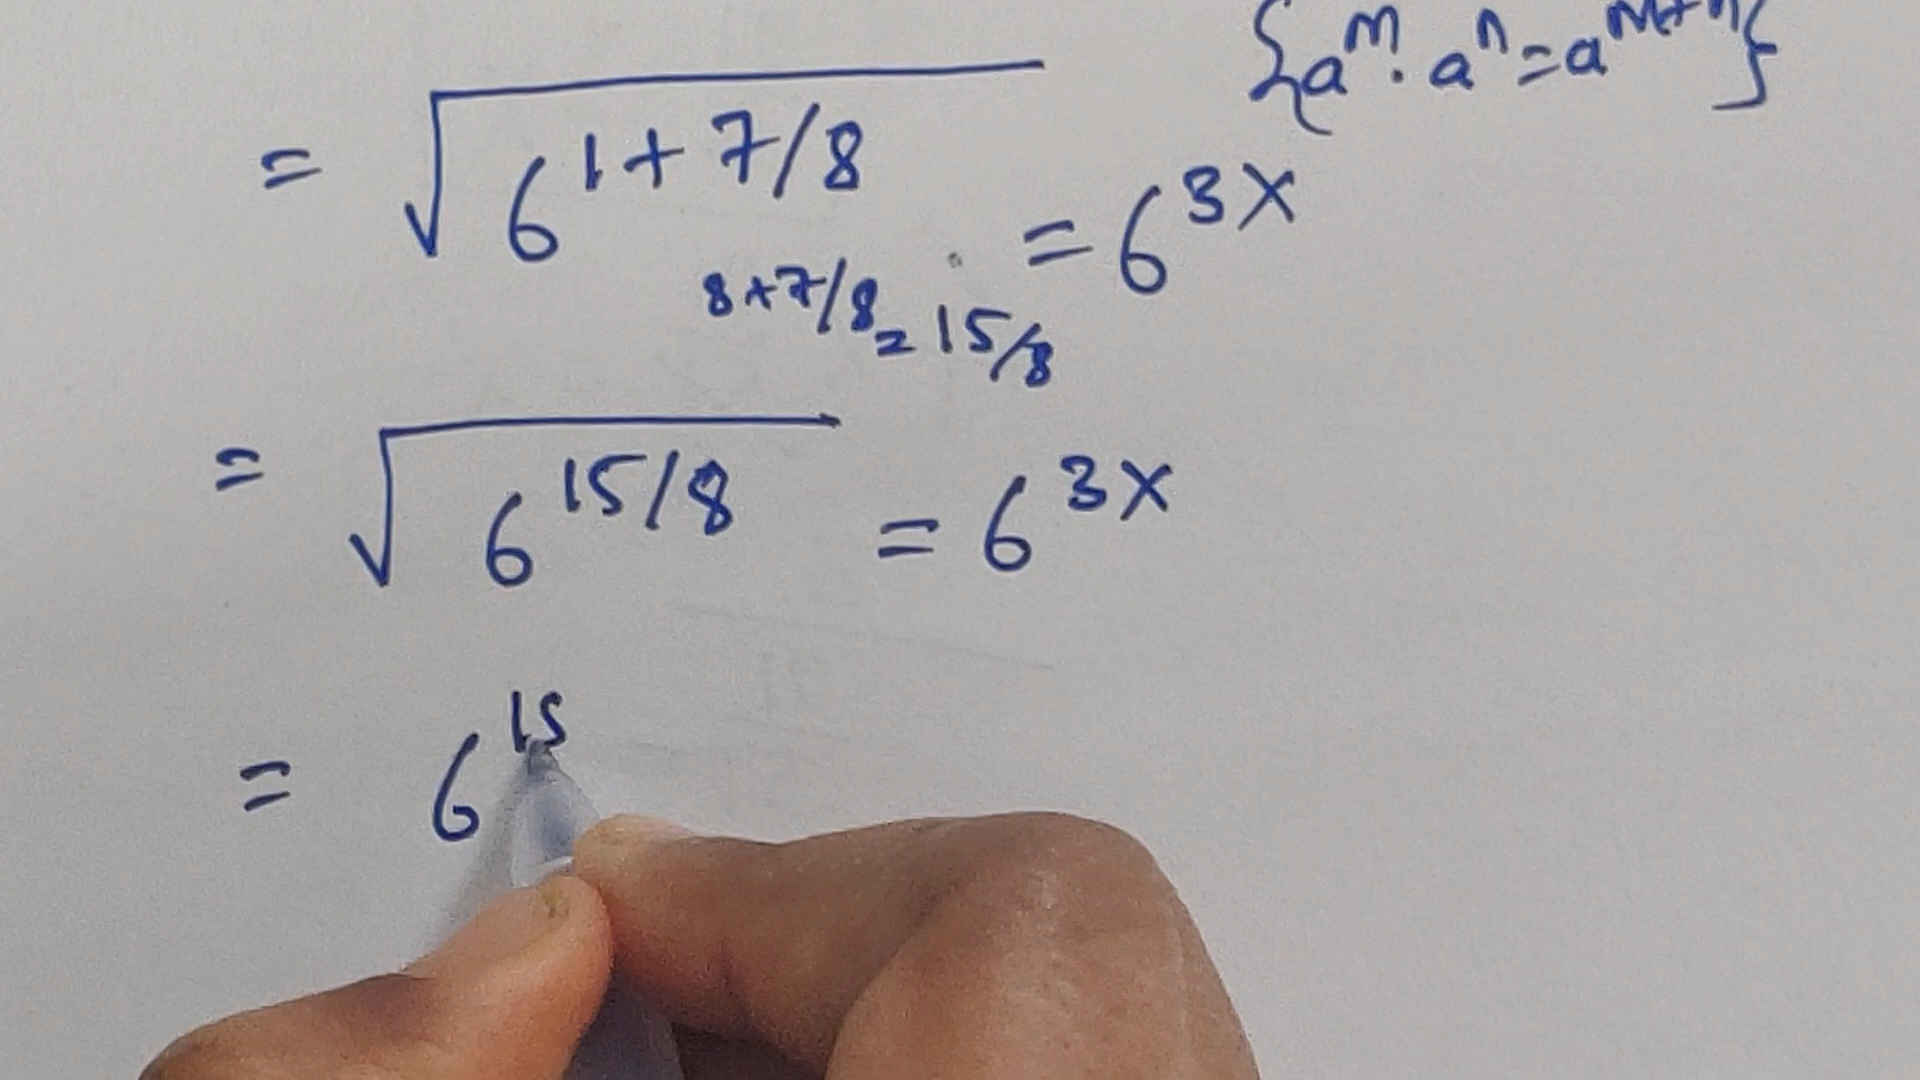 {a^m · a^n = a^m+n}
= √6^1+7/8 = 6^3x
8+7/8 = 15/8
= √6^15/8 = 6^3x
= 6^15